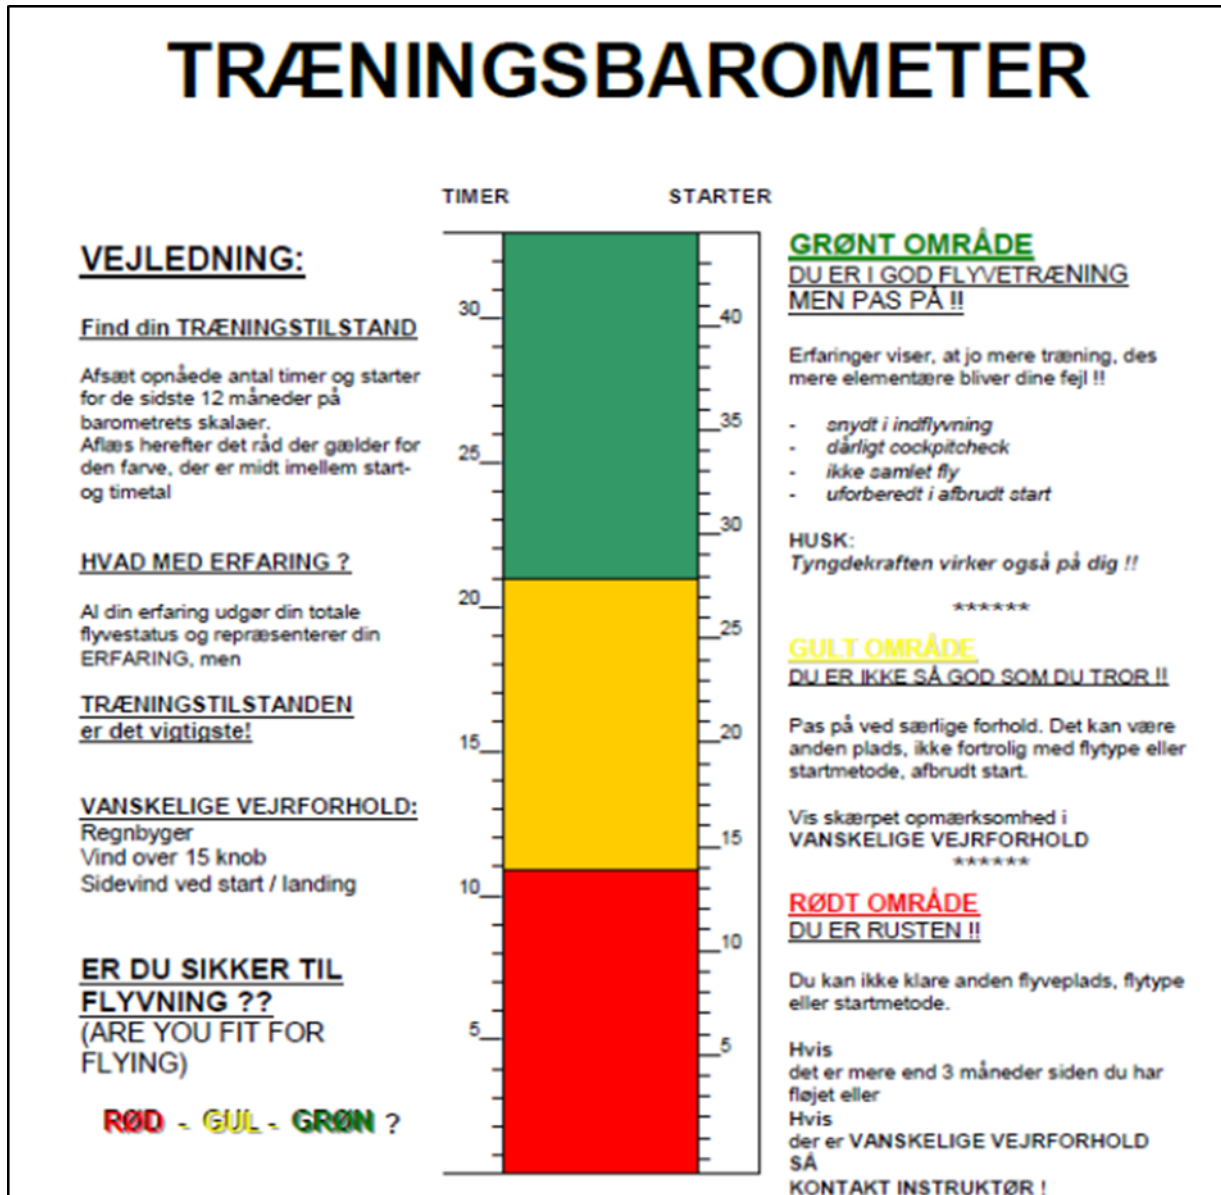 TRÆNINGSBAROMETER
TIMER
STARTER
VEJLEDNING:
Find din TRÆNINGSTILSTAND
Afsæt opnåede antal timer og starter
for de sidste 12 måneder på
barometrets skalaer.
Aflæs herefter det råd der gælder for
den farve, der er midt imellem start-
og timetal
HVAD MED ERFARING ?
Al din erfaring udgør din totale
flyvestatus og repræsenterer din
ERFARING, men
TRÆNINGSTILSTANDEN
er det vigtigste!
VANSKELIGE VEJRFORHOLD:
Regnbyger
Vind over 15 knob
Sidevind ved start / landing
ER DU SIKKER TIL
FLYVNING ??
(ARE YOU FIT FOR
FLYING)
RØD - GUL - GRØN ?
30
25
20
15
10
5
40
35
30
25
20
15
10
5
GRØNT OMRÅDE
DU ER I GOD FLYVETRÆNING
MEN PAS PÅ !!
Erfaringer viser, at jo mere træning, des
mere elementære bliver dine fejl !!
- snydt i indflyvning
- dårligt cockpitcheck
- ikke samlet fly
- uforberedt i afbrudt start
HUSK:
Tyngdekraften virker også på dig !!
******
GULT OMRÅDE
DU ER IKKE SÅ GOD SOM DU TROR !!
Pas på ved særlige forhold. Det kan være
anden plads, ikke fortrolig med flytype eller
startmetode, afbrudt start.
Vis skærpet opmærksomhed i
VANSKELIGE VEJRFORHOLD
******
RØDT OMRÅDE
DU ER RUSTEN !!
Du kan ikke klare anden flyveplads, flytype
eller startmetode.
Hvis
det er mere end 3 måneder siden du har
fløjet eller
Hvis
der er VANSKELIGE VEJRFORHOLD
SÅ
KONTAKT INSTRUKTØR !